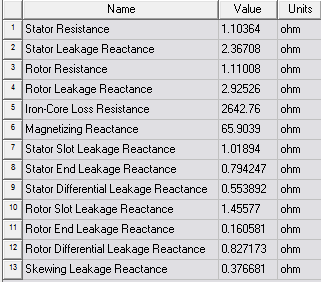 Name Value Units
1 Stator Resistance 1.10364 ohm
2 Stator Leakage Reactance 2.36708 ohm
3 Rotor Resistance 1.11008 ohm
4 Rotor Leakage Reactance 2.92526 ohm
5 Iron-Core Loss Resistance 2642.76 ohm
6 Magnetizing Reactance 65.9039 ohm
7 Stator Slot Leakage Reactance 1.01894 ohm
8 Stator End Leakage Reactance 0.794247 ohm
9 Stator Differential Leakage Reactance 0.553892 ohm
10 Rotor Slot Leakage Reactance 1.45577 ohm
11 Rotor End Leakage Reactance 0.160581 ohm
12 Rotor Differential Leakage Reactance 0.827173 ohm
13 Skewing Leakage Reactance 0.376681 ohm